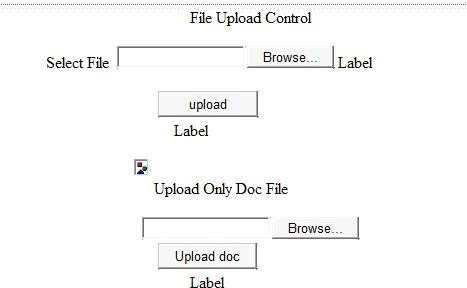 File Upload Control
Select File Browse... Label
upload
Label
Upload Only Doc File
Browse...
Upload doc
Label